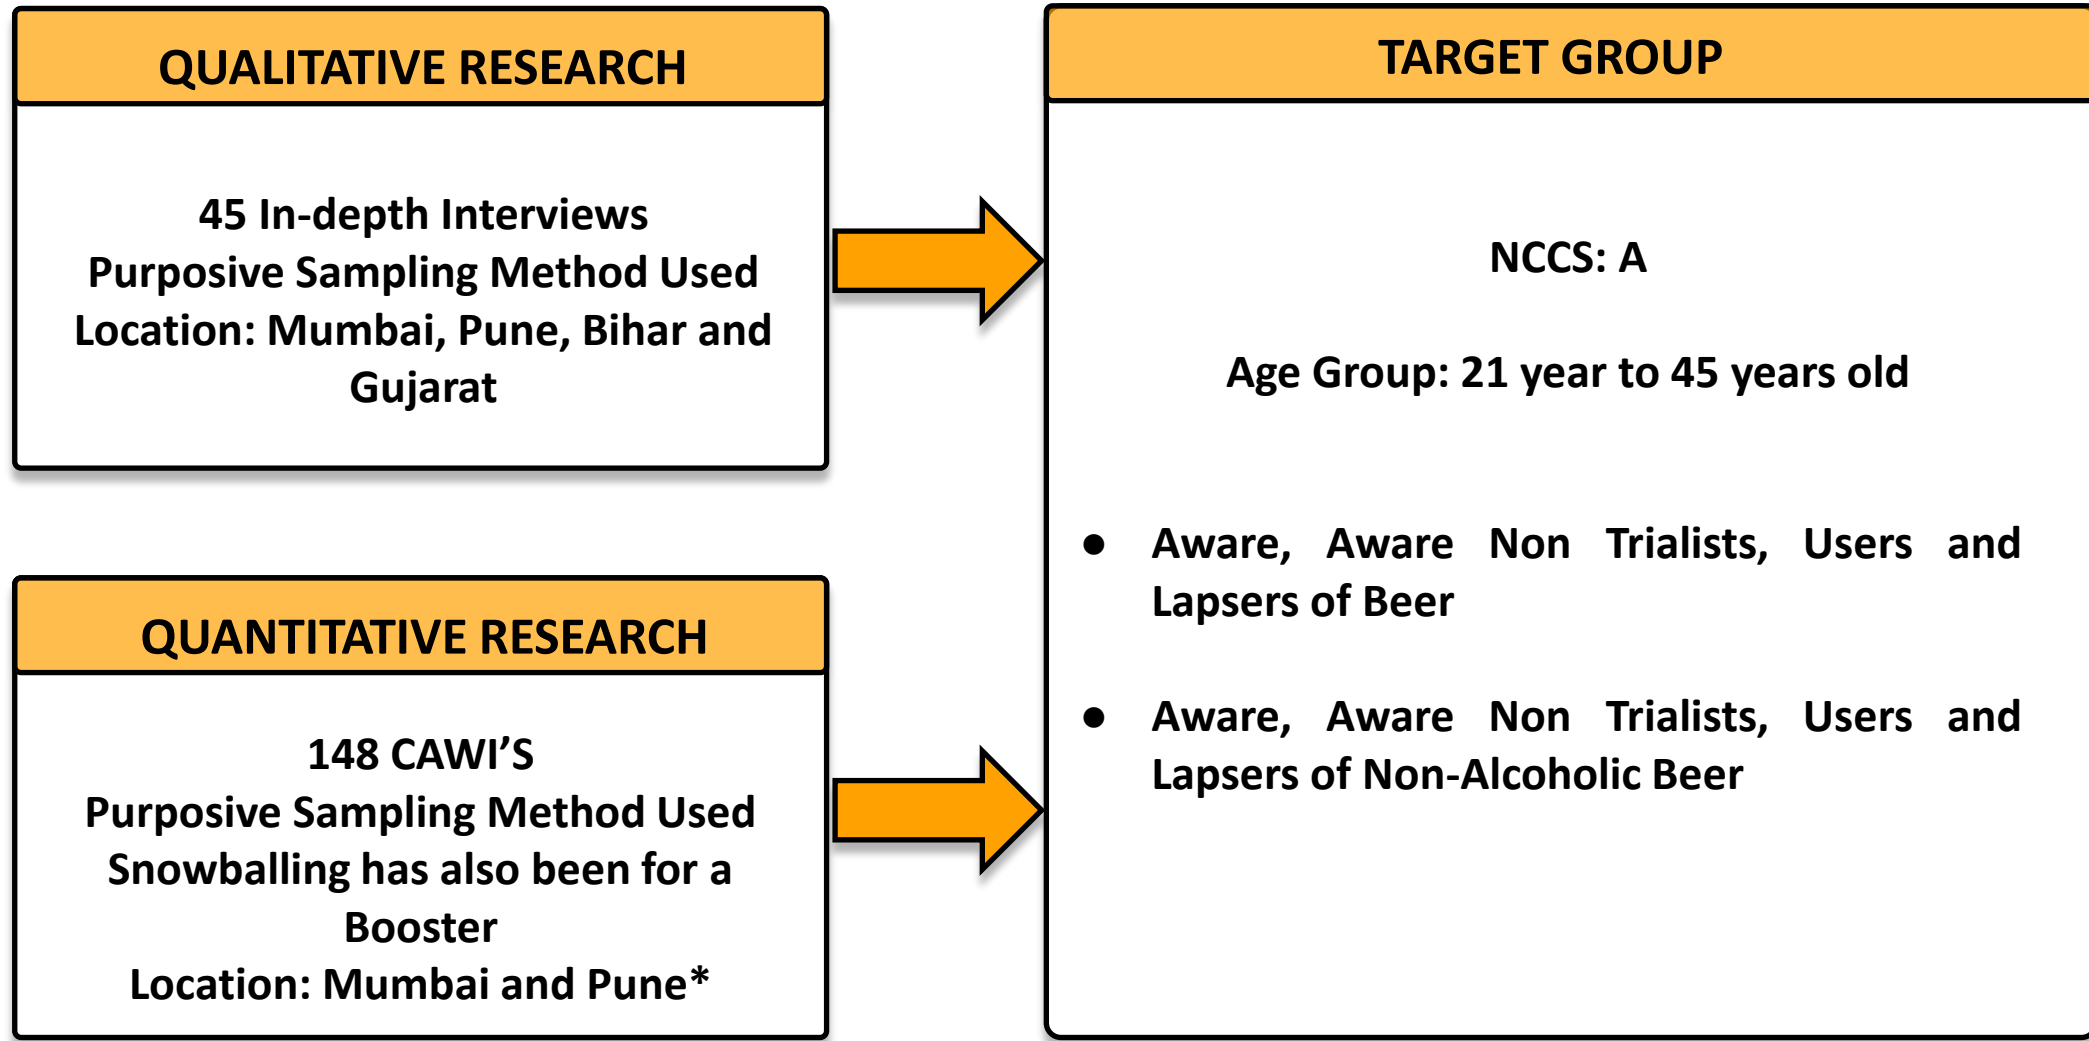 QUALITATIVE RESEARCH
45 In-depth Interviews
Purposive Sampling Method Used
Location: Mumbai, Pune, Bihar and
Gujarat
QUANTITATIVE RESEARCH
148 CAWI’S
Purposive Sampling Method Used
Snowballing has also been for a
Booster
Location: Mumbai and Pune*
TARGET GROUP
NCCS: A
Age Group: 21 year to 45 years old
● Aware, Aware Non Trialists, Users and
Lapsers of Beer
● Aware, Aware Non Trialists, Users and
Lapsers of Non-Alcoholic Beer